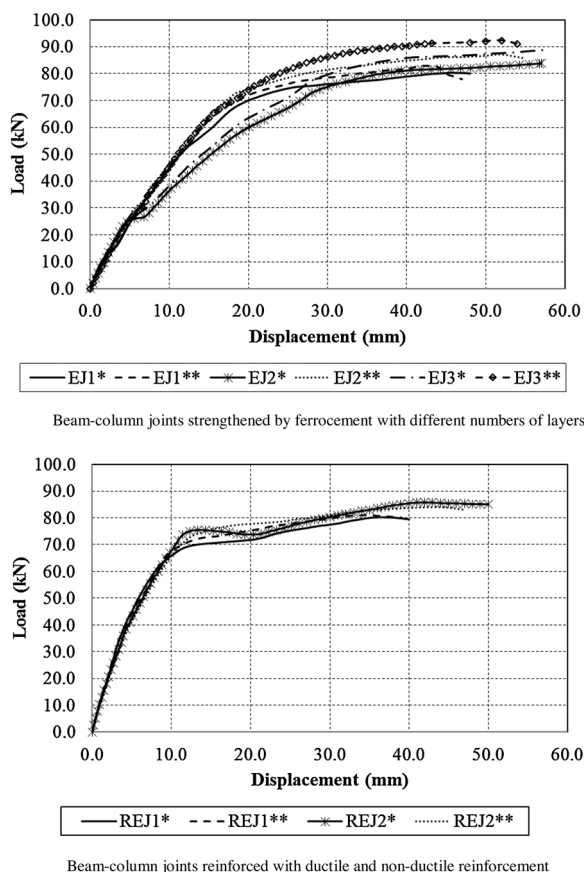 100.0
90.0
80.0
70.0
60.0
50.0
40.0
30.0
20.0
10.0
0.0
Load (kN)
0.0 10.0 20.0 30.0 40.0 50.0 60.0
Displacement (mm)
EJ1* EJ1** EJ2* EJ2** EJ3* EJ3**
Beam-column joints strengthened by ferrocement with different numbers of layers
100.0
90.0
80.0
70.0
60.0
50.0
40.0
30.0
20.0
10.0
0.0
Load (kN)
0.0 10.0 20.0 30.0 40.0 50.0 60.0
Displacement (mm)
REJ1* REJ1** REJ2* REJ2**
Beam-column joints reinforced with ductile and non-ductile reinforcement